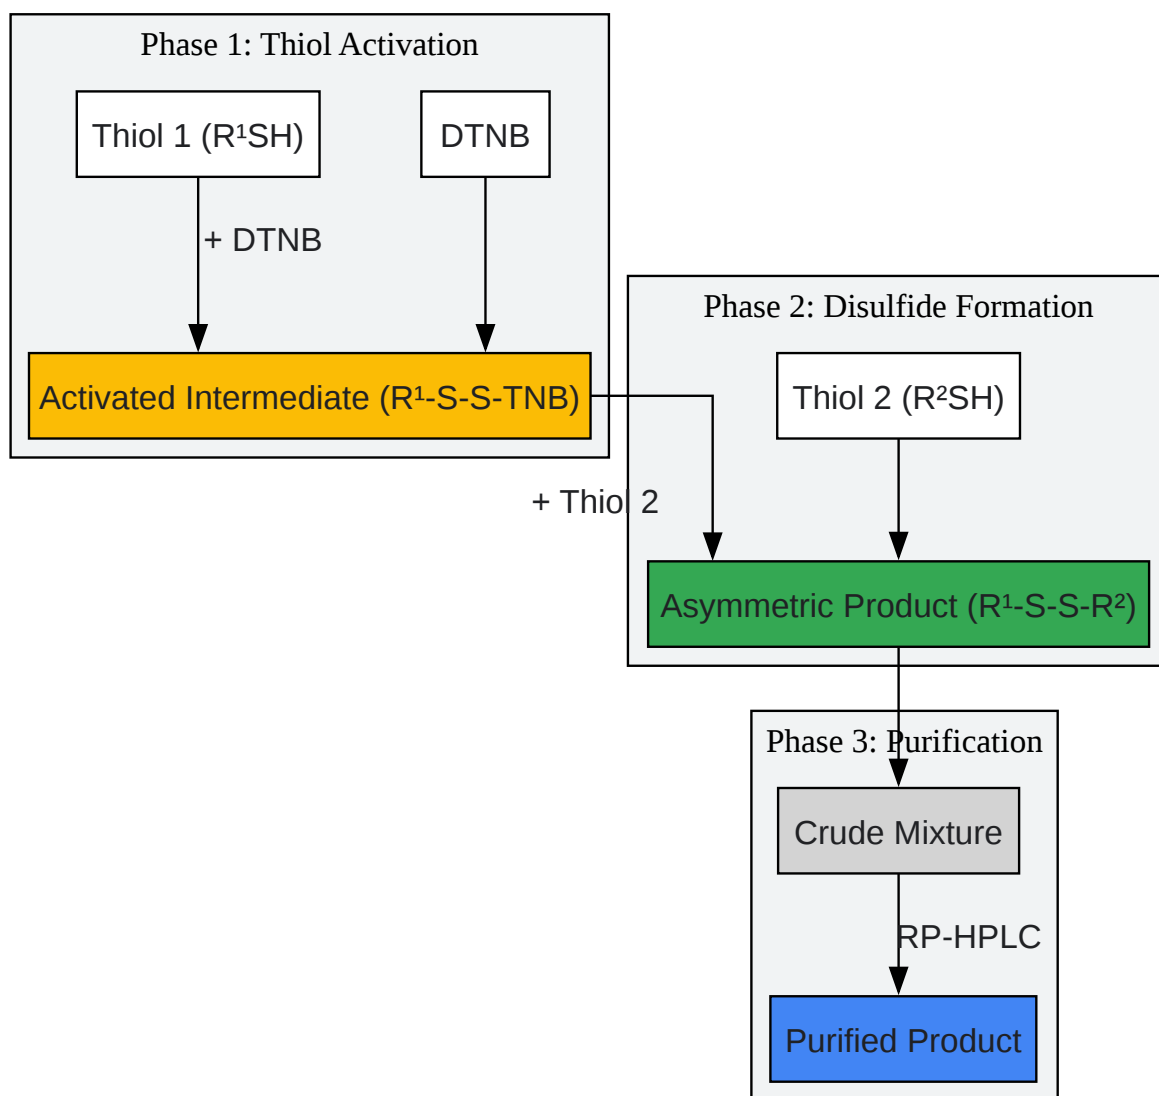 Phase 1: Thiol Activation
Thiol 1 (R¹SH)
DTNB
+ DTNB
Activated Intermediate (R¹-S-S-TNB)
Phase 2: Disulfide Formation
Thiol 2 (R²SH)
+ Thiol 2
Asymmetric Product (R¹-S-S-R²)
Phase 3: Purification
Crude Mixture
RP-HPLC
Purified Product